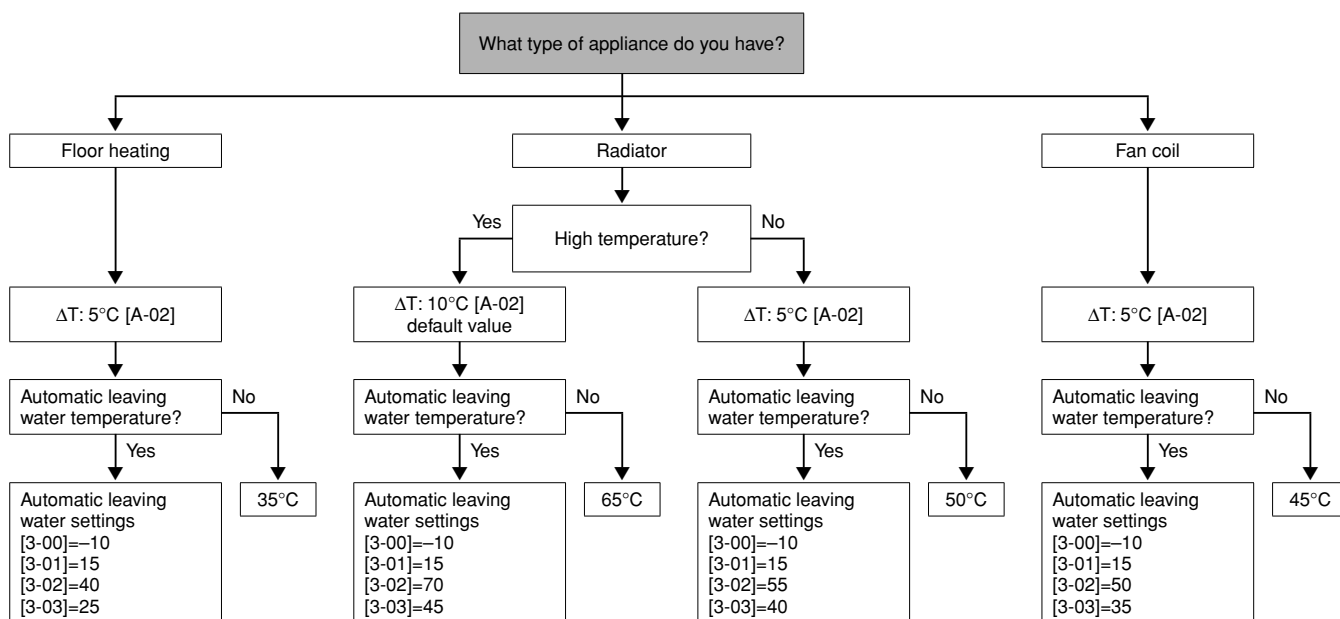 What type of appliance do you have?
Floor heating
Radiator
Fan coil
Yes
High temperature?
No
ΔT: 5°C [A-02]
ΔT: 10°C [A-02]
default value
ΔT: 5°C [A-02]
ΔT: 5°C [A-02]
Automatic leaving
water temperature?
No
Yes
Automatic leaving
water temperature?
No
Yes
Automatic leaving
water temperature?
No
Yes
Automatic leaving
water temperature?
No
Yes
Automatic leaving
water settings
[3-00]=–10
[3-01]=15
[3-02]=40
[3-03]=25
35°C
Automatic leaving
water settings
[3-00]=–10
[3-01]=15
[3-02]=70
[3-03]=45
65°C
Automatic leaving
water settings
[3-00]=–10
[3-01]=15
[3-02]=55
[3-03]=40
50°C
Automatic leaving
water settings
[3-00]=–10
[3-01]=15
[3-02]=50
[3-03]=35
45°C